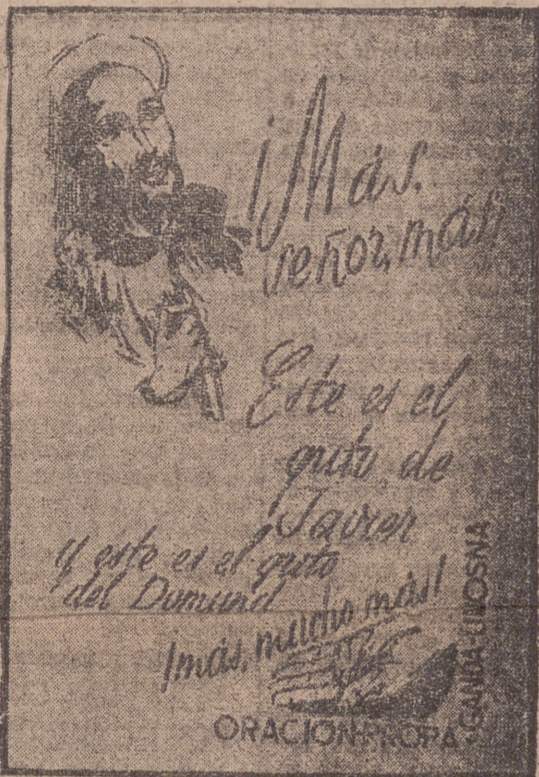 ¡Más,
señor, más!
Este es el
grito de
Javier
y este es el grito
del Domund
¡más, mucho más!
ORACION-PROPAGANDA-LIMOSNA